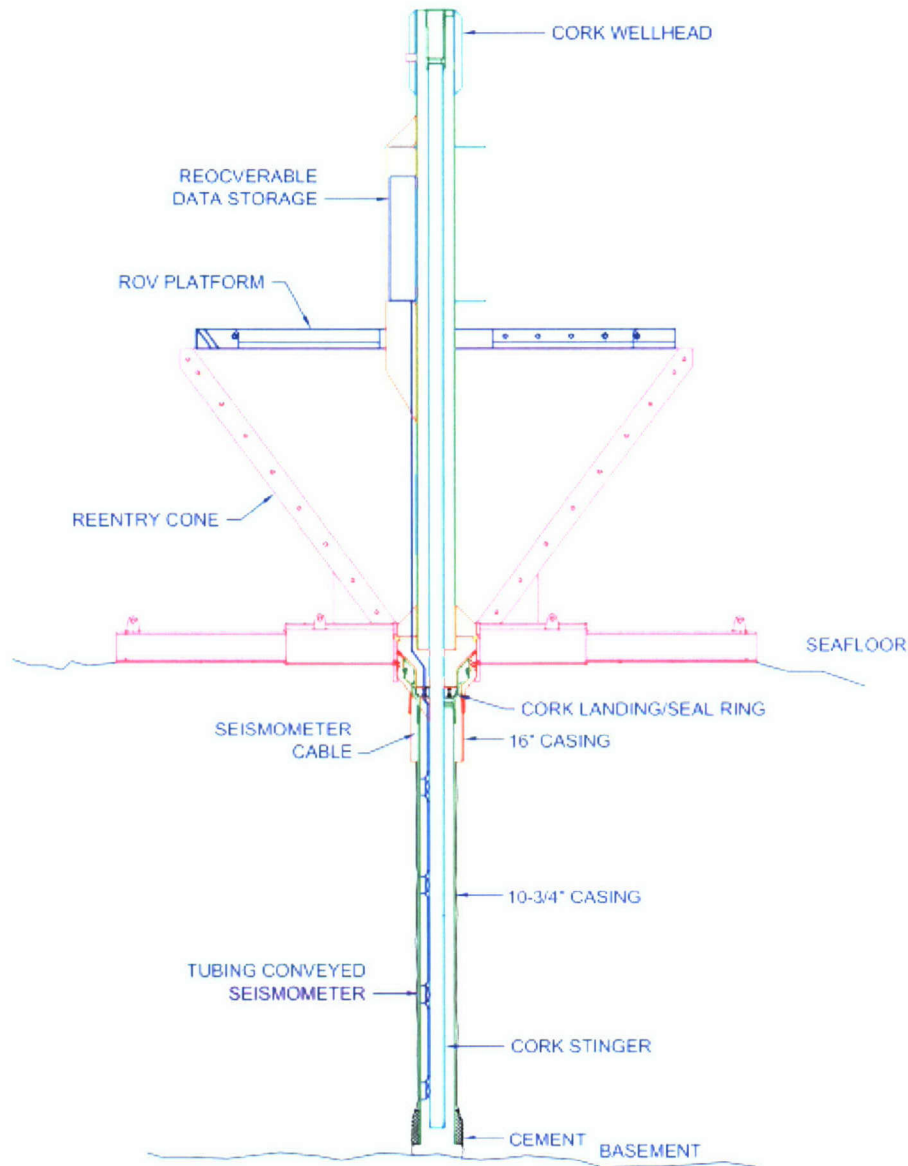 CORK WELLHEAD
REOCVERABLE
DATA STORAGE
ROV PLATFORM
REENTRY CONE
SEAFLOOR
CORK LANDING/SEAL RING
SEISMOMETER
CABLE
16" CASING
10-3/4" CASING
TUBING CONVEYED
SEISMOMETER
CORK STINGER
CEMENT
BASEMENT